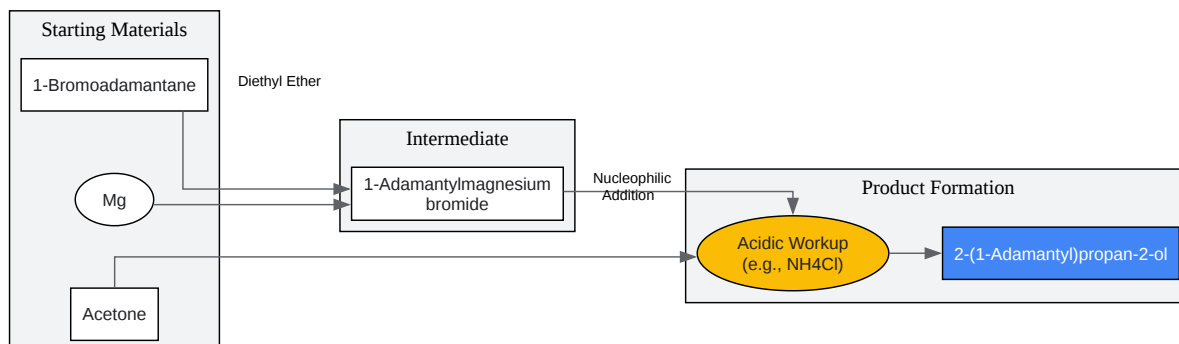 Starting Materials
1-Bromoadamantane
Diethyl Ether
Intermediate
Mg
1-Adamantylmagnesium
bromide
Nucleophilic
Addition
Product Formation
Acidic Workup
(e.g., NH4Cl)
2-(1-Adamantyl)propan-2-ol
Acetone